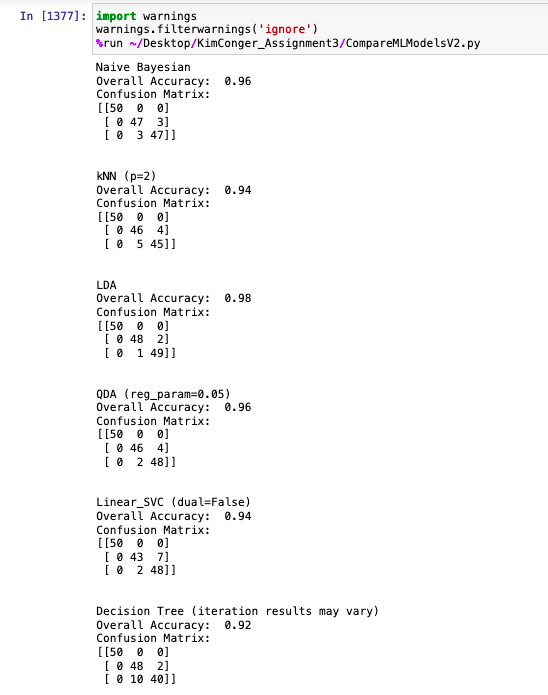 In [1377]: import warnings
warnings.filterwarnings('ignore')
%run ~/Desktop/KimConger_Assignment3/CompareMLModelsV2.py
Naive Bayesian
Overall Accuracy:  0.96
Confusion Matrix:
[[50  0  0]
 [ 0 47  3]
 [ 0  3 47]]
kNN (p=2)
Overall Accuracy:  0.94
Confusion Matrix:
[[50  0  0]
 [ 0 46  4]
 [ 0  5 45]]
LDA
Overall Accuracy:  0.98
Confusion Matrix:
[[50  0  0]
 [ 0 48  2]
 [ 0  1 49]]
QDA (reg_param=0.05)
Overall Accuracy:  0.96
Confusion Matrix:
[[50  0  0]
 [ 0 46  4]
 [ 0  2 48]]
Linear_SVC (dual=False)
Overall Accuracy:  0.94
Confusion Matrix:
[[50  0  0]
 [ 0 43  7]
 [ 0  2 48]]
Decision Tree (iteration results may vary)
Overall Accuracy:  0.92
Confusion Matrix:
[[50  0  0]
 [ 0 48  2]
 [ 0 10 40]]